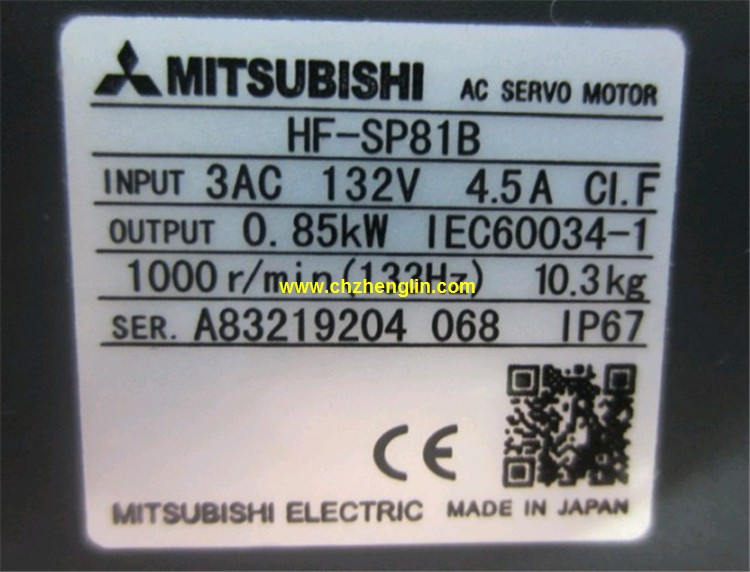 MITSUBISHI AC SERVO MOTOR
HF-SP81B
INPUT 3AC 132V 4.5A Cl.F
OUTPUT 0.85kW IEC60034-1
1000 r/min (133Hz) 10.3kg
www.chzhenglin.com
SER. A83219204 068 IP67
CE
MITSUBISHI ELECTRIC MADE IN JAPAN